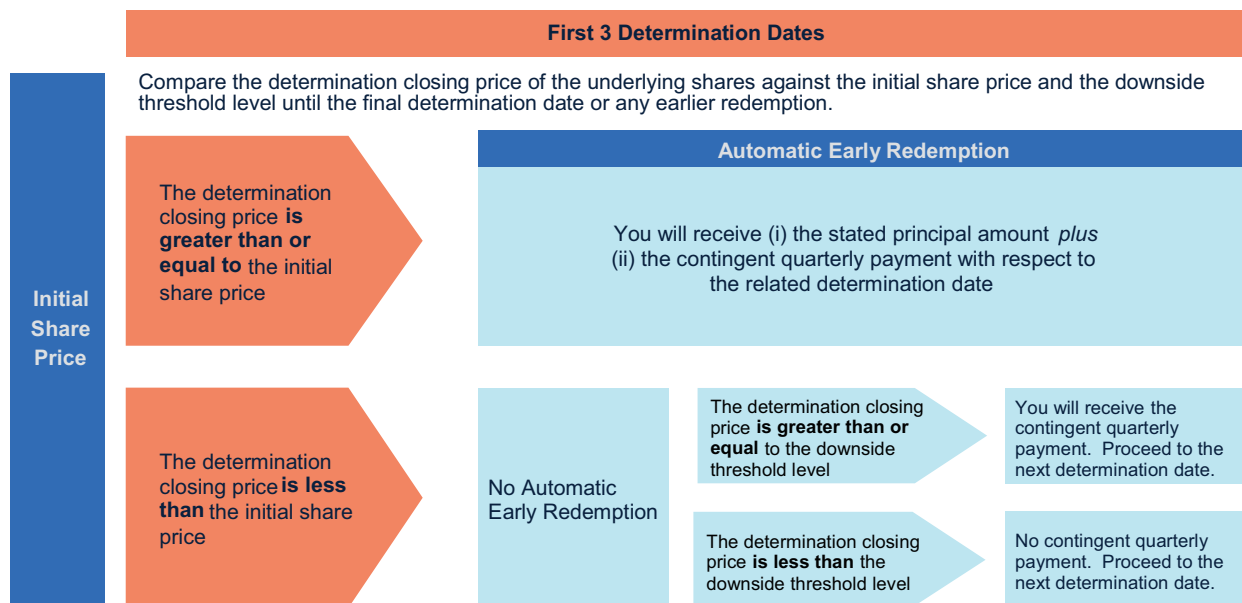 First 3 Determination Dates
Compare the determination closing price of the underlying shares against the initial share price and the downside
threshold level until the final determination date or any earlier redemption.
Initial
Share
Price
The determination
closing price is
greater than or
equal to the initial
share price
Automatic Early Redemption
You will receive (i) the stated principal amount plus
(ii) the contingent quarterly payment with respect to
the related determination date
The determination
closing price is less
than the initial share
price
No Automatic
Early Redemption
The determination closing
price is greater than or
equal to the downside
threshold level
You will receive the
contingent quarterly
payment. Proceed to the
next determination date.
The determination closing
price is less than the
downside threshold level
No contingent quarterly
payment. Proceed to the
next determination date.